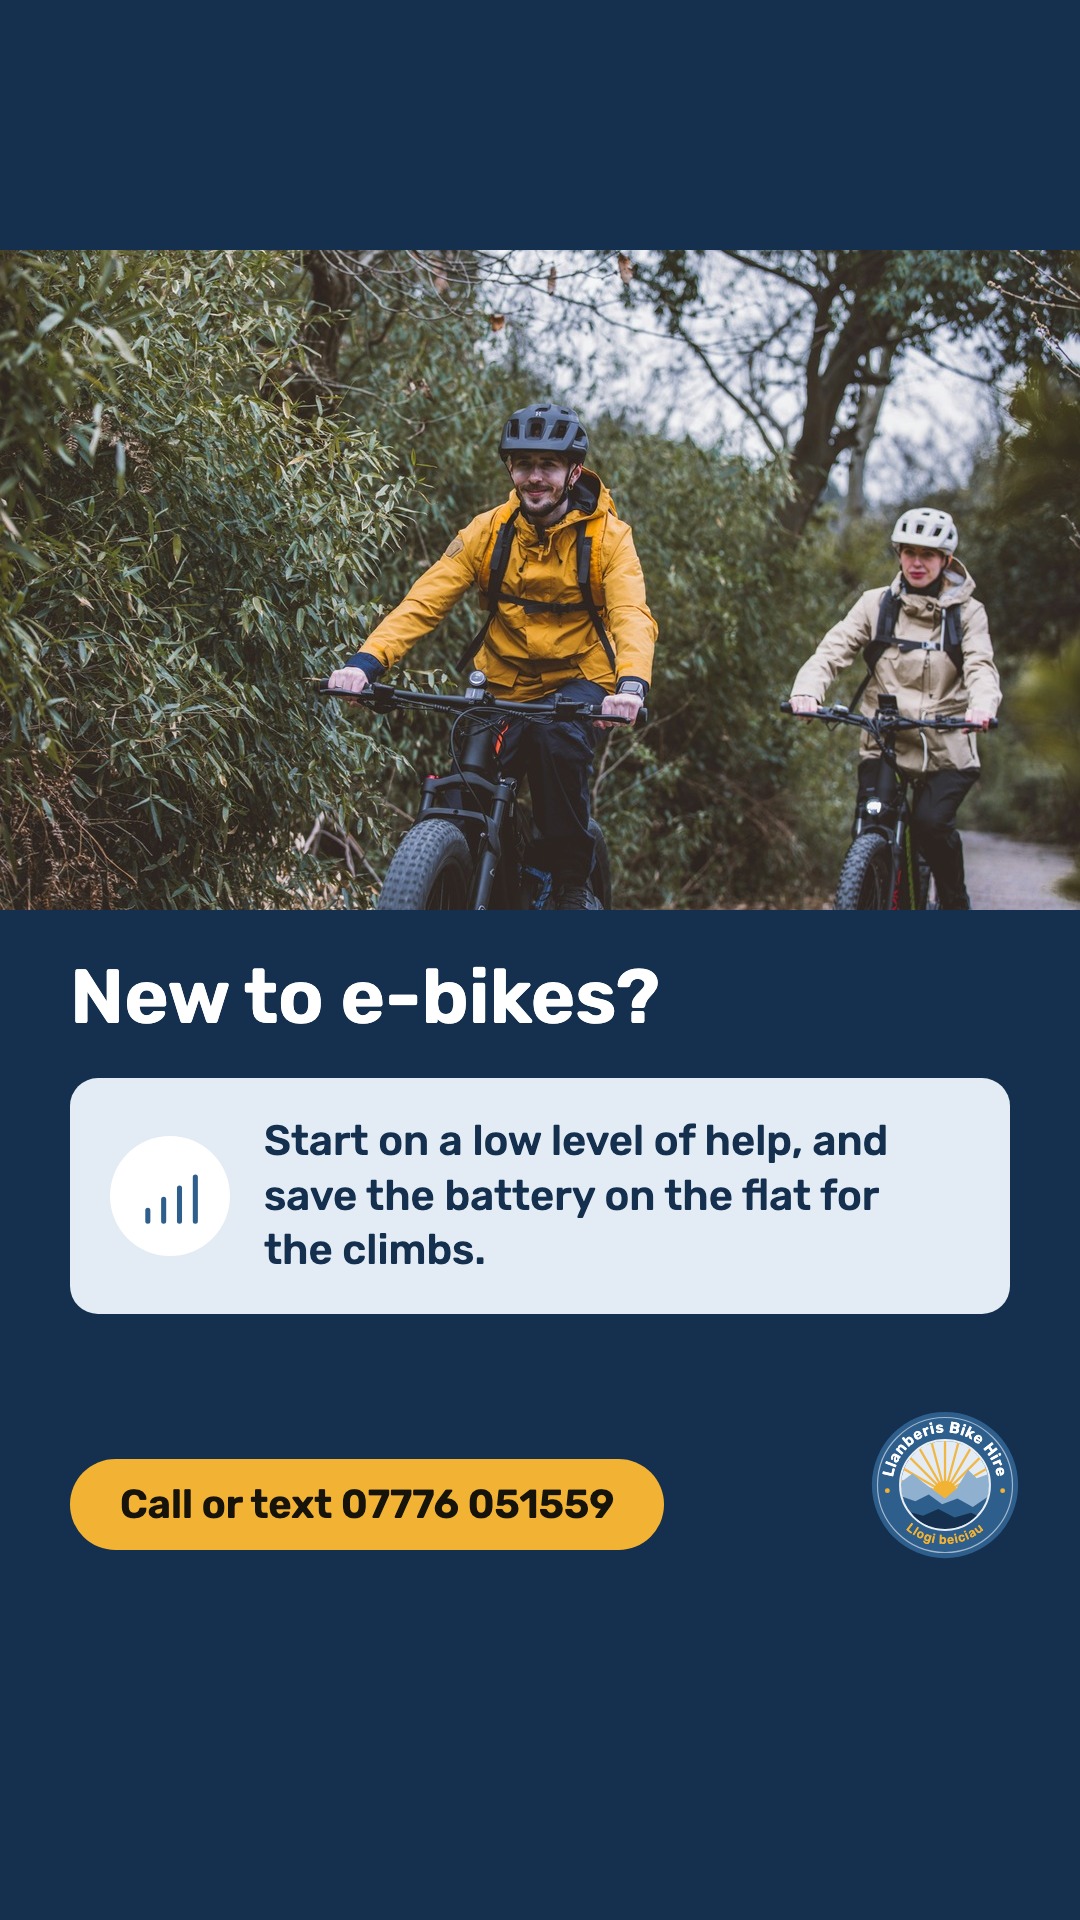 New to e-bikes?
Start on a low level of help, and
save the battery on the flat for
the climbs.
Call or text 07776 051559
Llanberis Bike Hire
Llogi beiciau